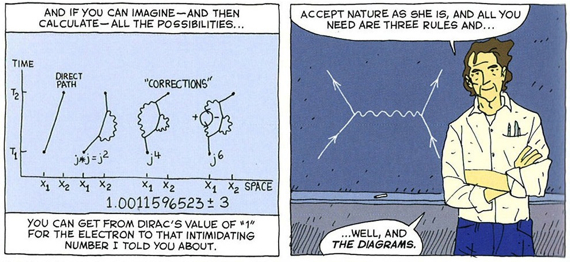 AND IF YOU CAN IMAGINE—AND THEN
CALCULATE—ALL THE POSSIBILITIES...
TIME
DIRECT
PATH
"CORRECTIONS"
T₂
+
-
T₁
j*j=j²
j⁴
j⁶
X₁
X₂
X₁
X₂
X₁
X₂
X₁
X₂
SPACE
1.0011596523 ± 3
YOU CAN GET FROM DIRAC'S VALUE OF "1"
FOR THE ELECTRON TO THAT INTIMIDATING
NUMBER I TOLD YOU ABOUT.
ACCEPT NATURE AS SHE IS, AND ALL YOU
NEED ARE THREE RULES AND...
...WELL, AND
THE DIAGRAMS.